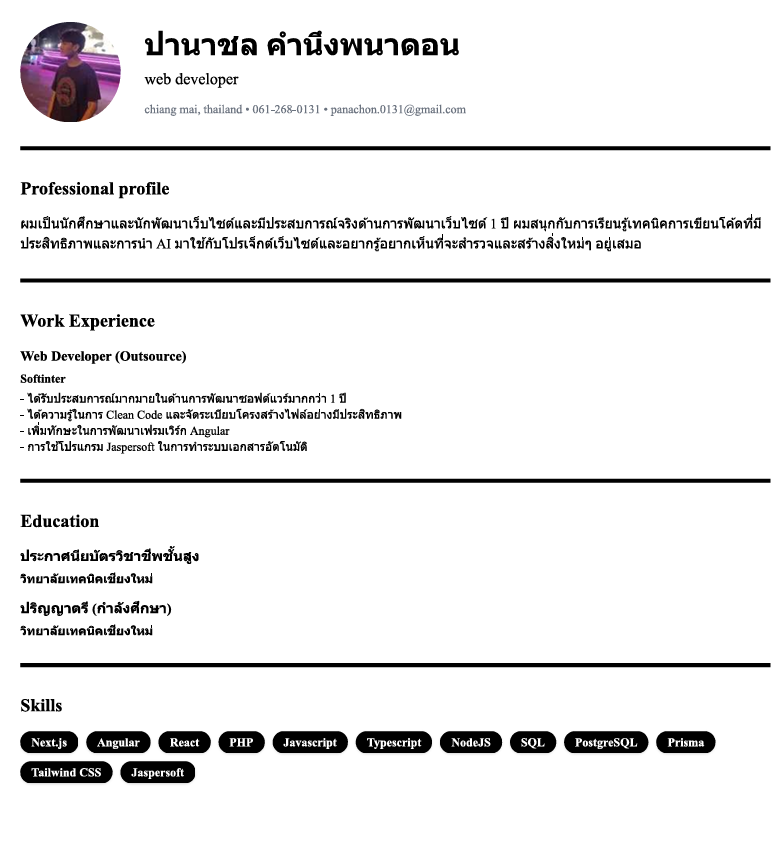 ปานาชล คำนึงพนาดอน
web developer
chiang mai, thailand • 061-268-0131 • panachon.0131@gmail.com
Professional profile
ผมเป็นนักศึกษาและนักพัฒนาเว็บไซต์และมีประสบการณ์จริงด้านการพัฒนาเว็บไซต์ 1 ปี ผมสนุกกับการเรียนรู้เทคนิคการเขียนโค้ดที่มี
ประสิทธิภาพและการนำ AI มาใช้กับโปรเจ็กต์เว็บไซต์และอยากรู้อยากเห็นที่จะสำรวจและสร้างสิ่งใหม่ๆ อยู่เสมอ
Work Experience
Web Developer (Outsource)
Softinter
- ได้รับประสบการณ์มากมายในด้านการพัฒนาซอฟต์แวร์มากกว่า 1 ปี
- ได้ความรู้ในการ Clean Code และจัดระเบียบโครงสร้างไฟล์อย่างมีประสิทธิภาพ
- เพิ่มทักษะในการพัฒนาเฟรมเวิร์ก Angular
- การใช้โปรแกรม Jaspersoft ในการทำระบบเอกสารอัตโนมัติ
Education
ประกาศนียบัตรวิชาชีพชั้นสูง
วิทยาลัยเทคนิคเชียงใหม่
ปริญญาตรี (กำลังศึกษา)
วิทยาลัยเทคนิคเชียงใหม่
Skills
Next.js Angular React PHP Javascript Typescript NodeJS SQL PostgreSQL Prisma
Tailwind CSS Jaspersoft